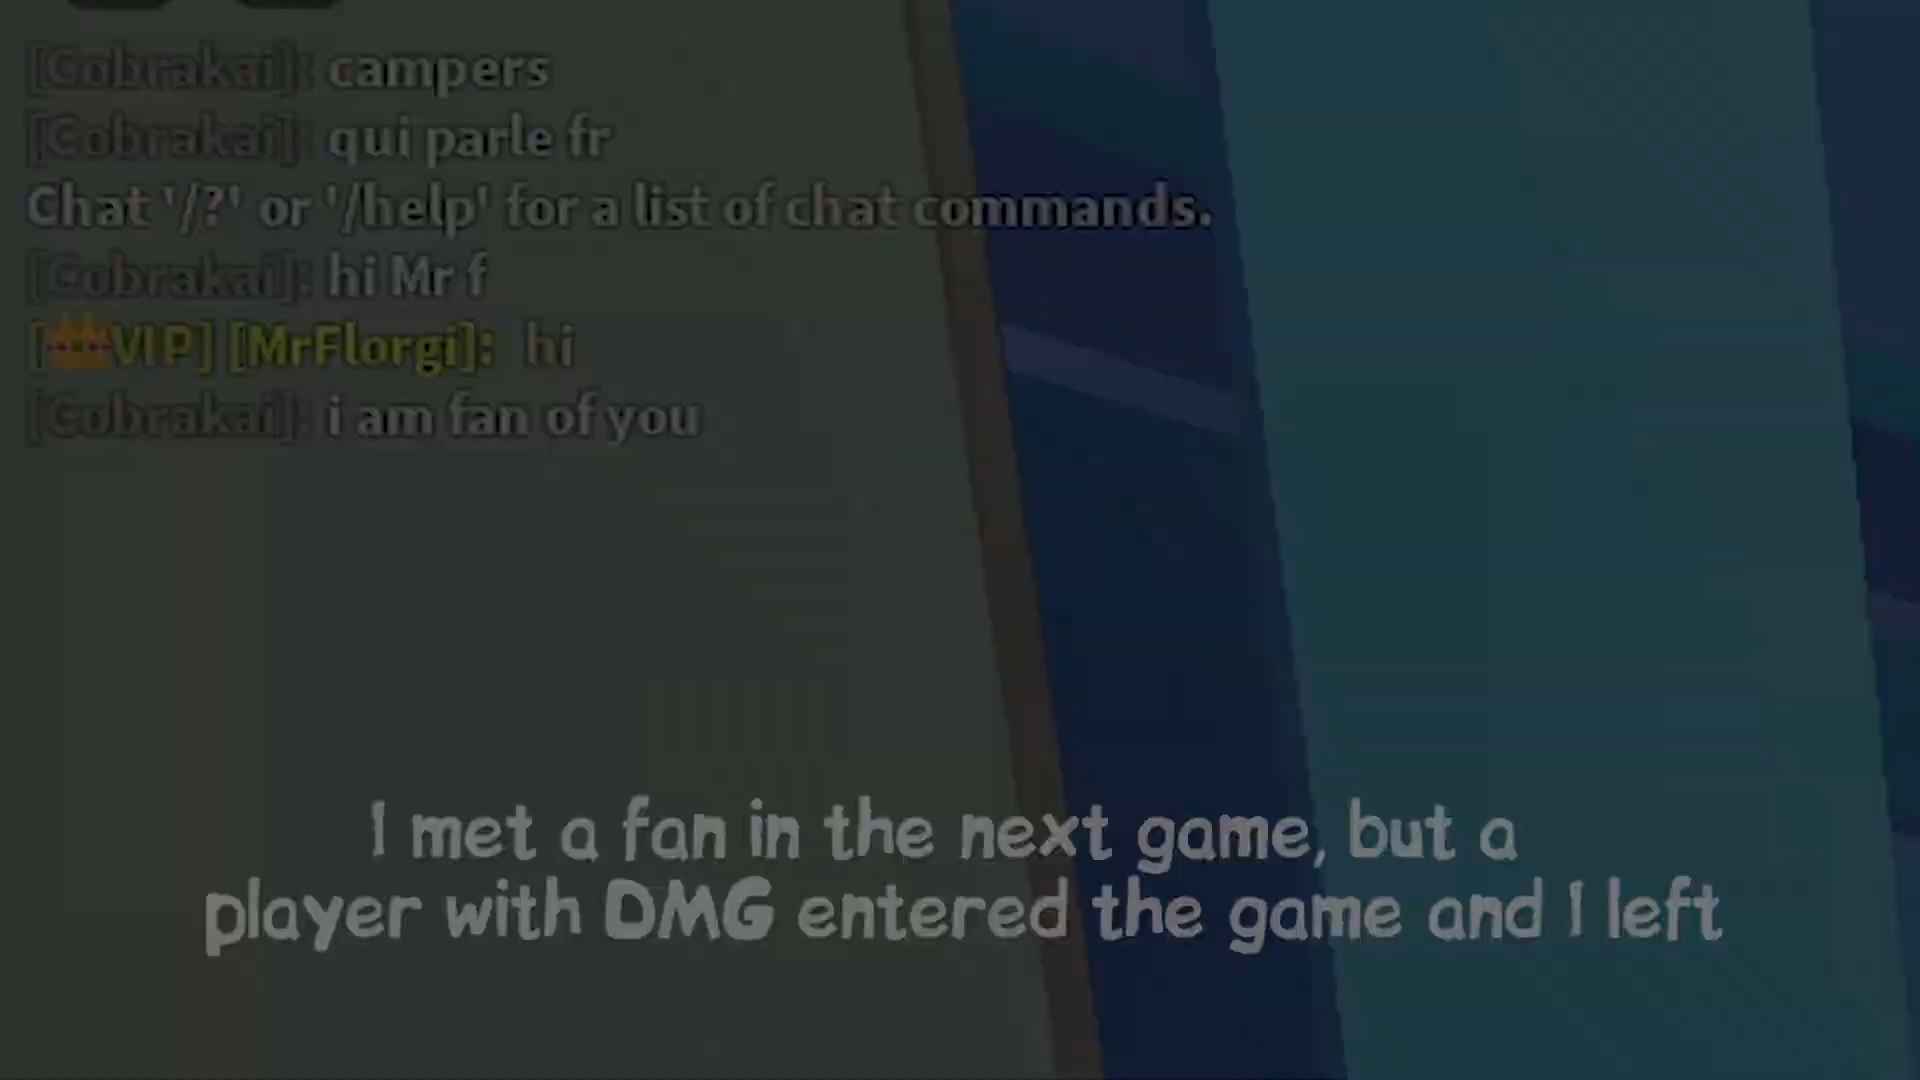 [Cobrakai]: campers
[Cobrakai]: qui parle fr
Chat '/?' or '/help' for a list of chat commands.
[Cobrakai]: hi Mr f
[👑VIP] [MrFlorgi]: hi
[Cobrakai]: i am fan of you
I met a fan in the next game, but a
player with DMG entered the game and I left